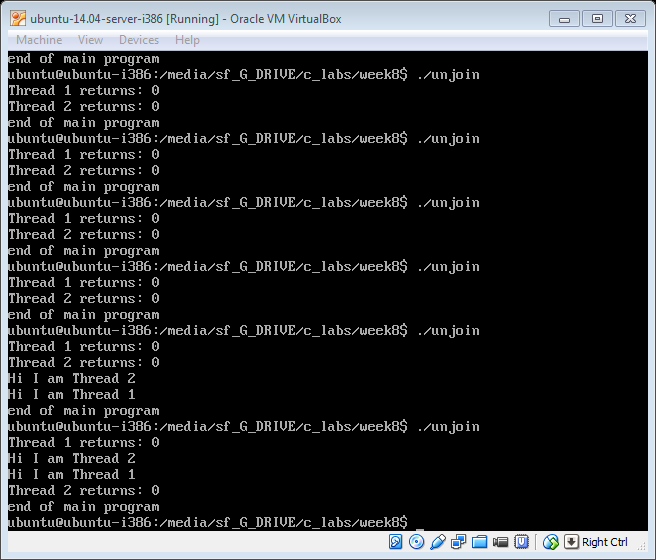 ubuntu-14.04-server-i386 [Running] - Oracle VM VirtualBox
Machine View Devices Help
end of main program
ubuntu@ubuntu-i386:/media/sf_G_DRIVE/c_labs/week8$ ./unjoin
Thread 1 returns: 0
Thread 2 returns: 0
end of main program
ubuntu@ubuntu-i386:/media/sf_G_DRIVE/c_labs/week8$ ./unjoin
Thread 1 returns: 0
Thread 2 returns: 0
end of main program
ubuntu@ubuntu-i386:/media/sf_G_DRIVE/c_labs/week8$ ./unjoin
Thread 1 returns: 0
Thread 2 returns: 0
end of main program
ubuntu@ubuntu-i386:/media/sf_G_DRIVE/c_labs/week8$ ./unjoin
Thread 1 returns: 0
Thread 2 returns: 0
end of main program
ubuntu@ubuntu-i386:/media/sf_G_DRIVE/c_labs/week8$ ./unjoin
Thread 1 returns: 0
Thread 2 returns: 0
Hi I am Thread 2
Hi I am Thread 1
end of main program
ubuntu@ubuntu-i386:/media/sf_G_DRIVE/c_labs/week8$ ./unjoin
Thread 1 returns: 0
Hi I am Thread 2
Hi I am Thread 1
Thread 2 returns: 0
end of main program
ubuntu@ubuntu-i386:/media/sf_G_DRIVE/c_labs/week8$ _
Right Ctrl